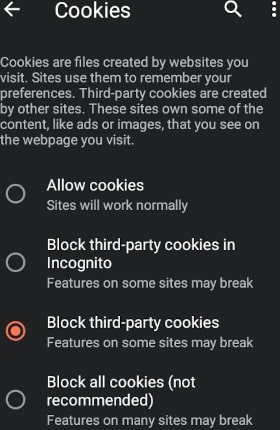 Cookies
Cookies are files created by websites you
visit. Sites use them to remember your
preferences. Third-party cookies are created
by other sites. These sites own some of the
content, like ads or images, that you see on
the webpage you visit.
Allow cookies
Sites will work normally
Block third-party cookies in
Incognito
Features on some sites may break
Block third-party cookies
Features on some sites may break
Block all cookies (not
recommended)
Features on many sites may break